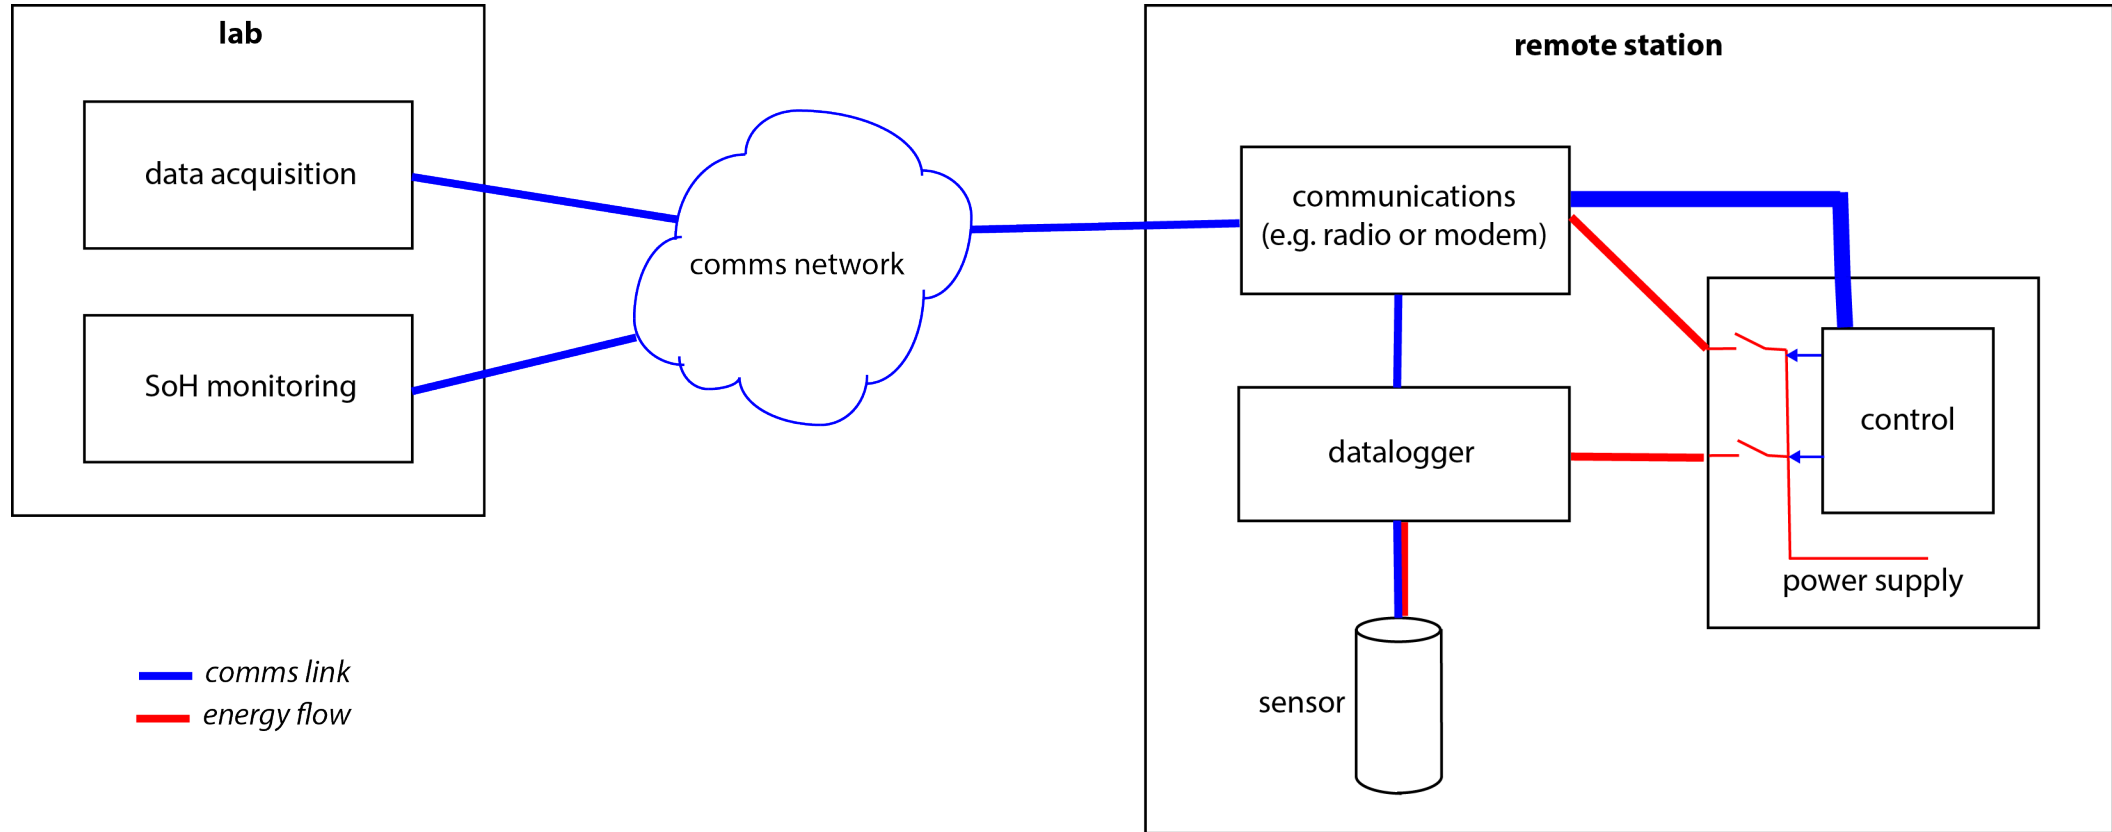 lab
data acquisition
SoH monitoring
comms network
remote station
communications
(e.g. radio or modem)
datalogger
control
power supply
sensor
comms link
energy flow